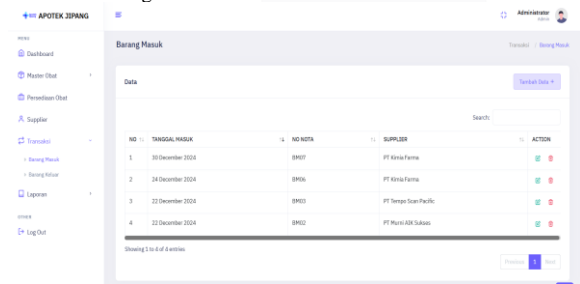 APOTEK JIPANG
Administrator
Admin
MENU
Dashboard
Master Obat
Persediaan Obat
Supplier
Transaksi
Barang Masuk
Barang Keluar
Laporan
OTHER
Log Out
Barang Masuk
Transaksi / Barang Masuk
Data
Tambah Data +
Search:
NO TANGGAL MASUK NO NOTA SUPPLIER ACTION
1 30 December 2024 BM07 PT Kimia Farma
2 24 December 2024 BM06 PT Kimia Farma
3 22 December 2024 BM03 PT Tempo Scan Pacific
4 22 December 2024 BM02 PT Murni Sukses
Showing 1 to 4 of 4 entries
Previous 1 Next